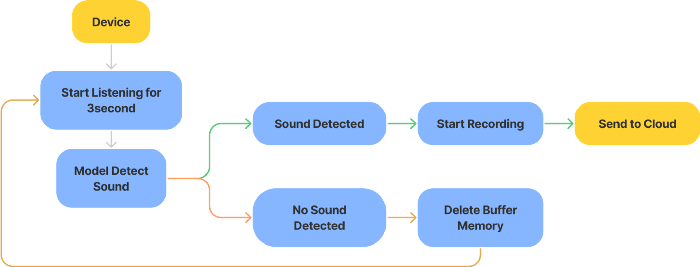 Device
Start Listening for
3second
Model Detect
Sound
Sound Detected
Start Recording
Send to Cloud
No Sound
Detected
Delete Buffer
Memory